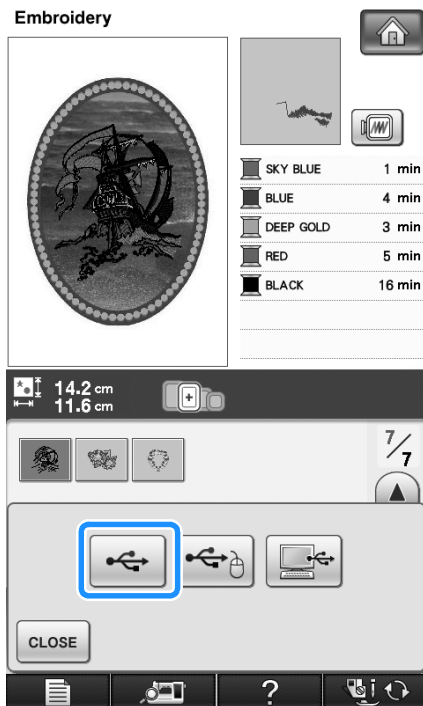 Embroidery
SKY BLUE 1 min
BLUE 4 min
DEEP GOLD 3 min
RED 5 min
BLACK 16 min
14.2 cm
11.6 cm
7/7
CLOSE
?